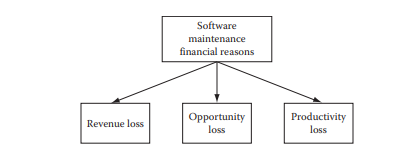 Software
maintenance
financial reasons
Revenue loss
Opportunity
loss
Productivity
loss